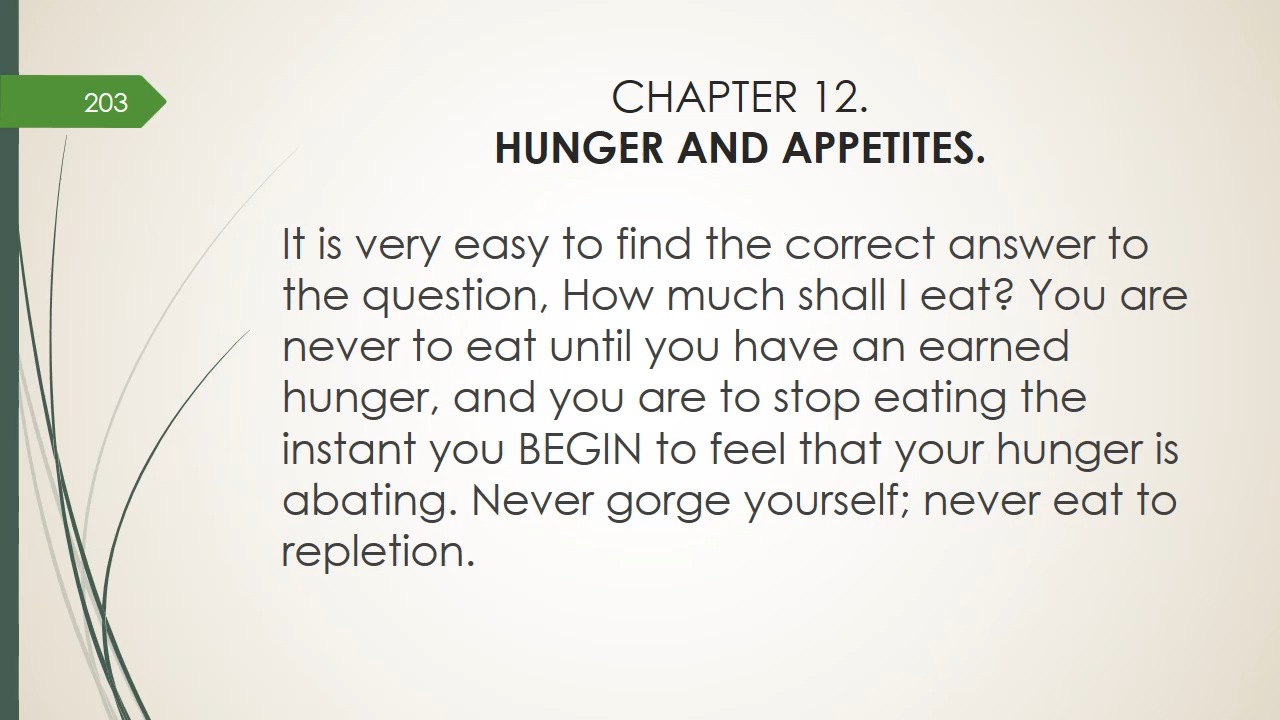 203
CHAPTER 12.
HUNGER AND APPETITES.
It is very easy to find the correct answer to
the question, How much shall I eat? You are
never to eat until you have an earned
hunger, and you are to stop eating the
instant you BEGIN to feel that your hunger is
abating. Never gorge yourself; never eat to
repletion.